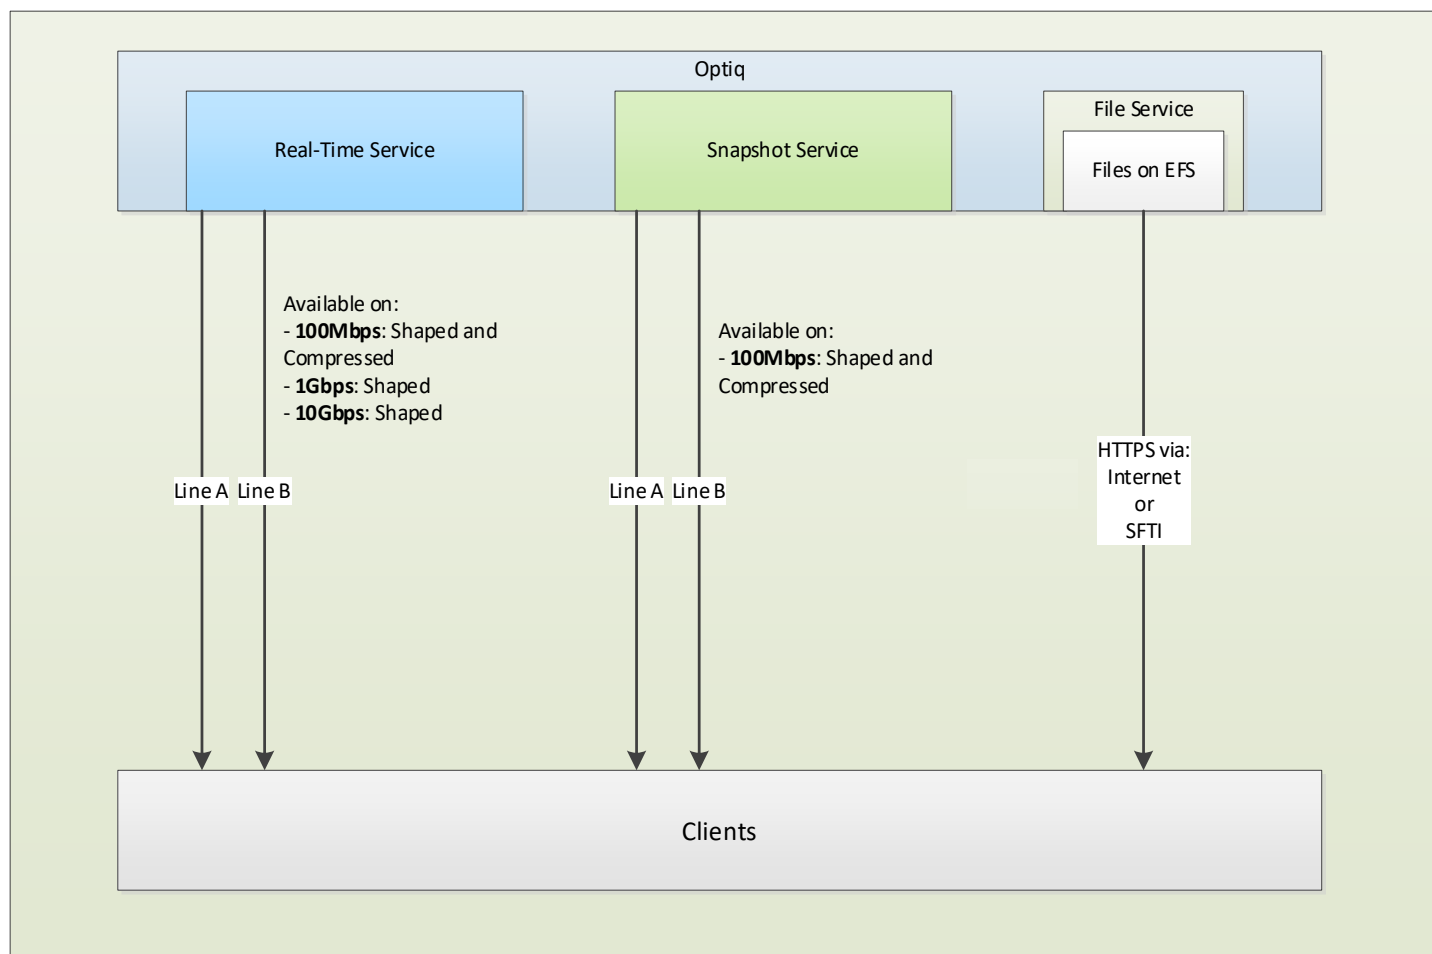 Optiq
Real-Time Service
Snapshot Service
File Service
Files on EFS
Available on:
- 100Mbps: Shaped and
Compressed
- 1Gbps: Shaped
- 10Gbps: Shaped
Available on:
- 100Mbps: Shaped and
Compressed
HTTPS via:
Internet
or
SFTI
Line A
Line B
Line A
Line B
Clients